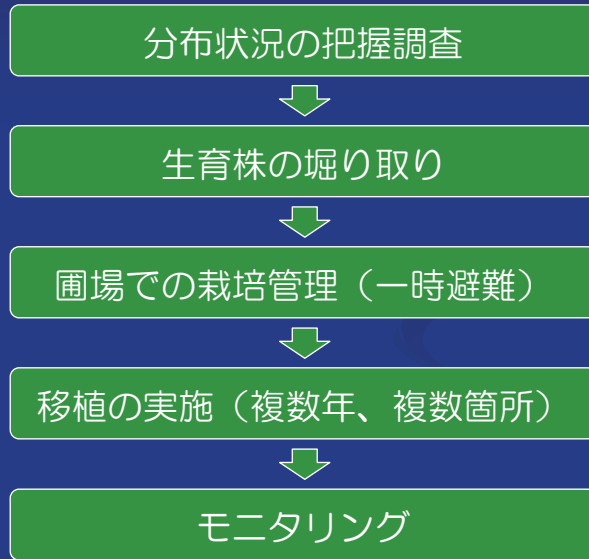 分布状況の把握調査
生育株の堀り取り
圃場での栽培管理（一時避難）
移植の実施（複数年、複数箇所）
モニタリング